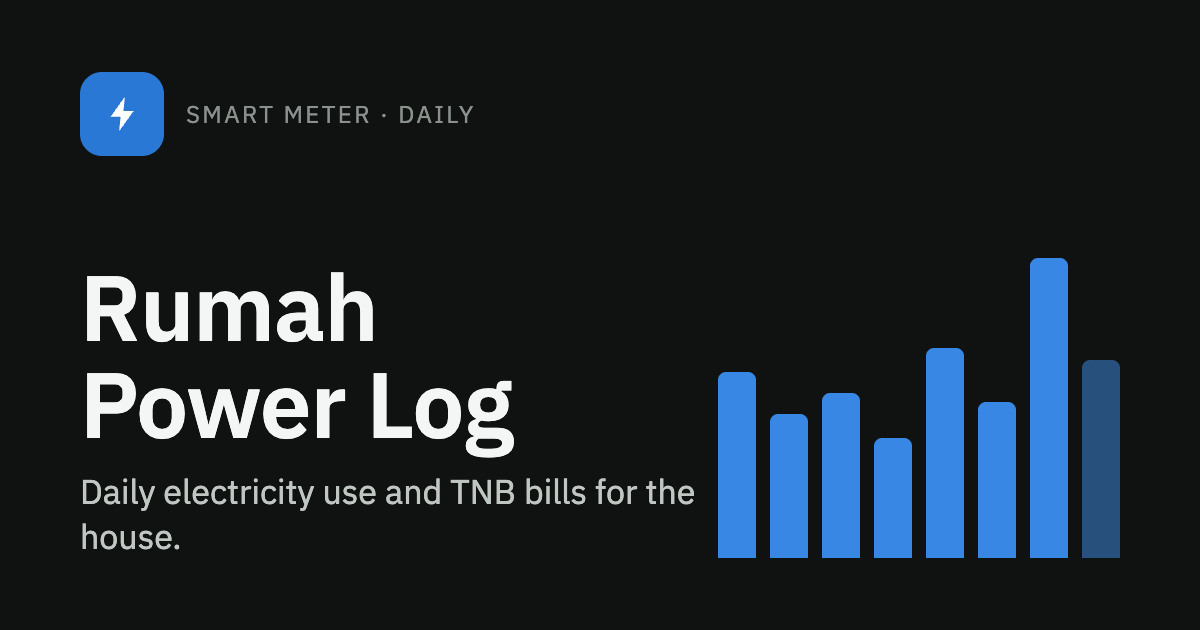 SMART METER · DAILY
Rumah
Power Log
Daily electricity use and TNB bills for the
house.